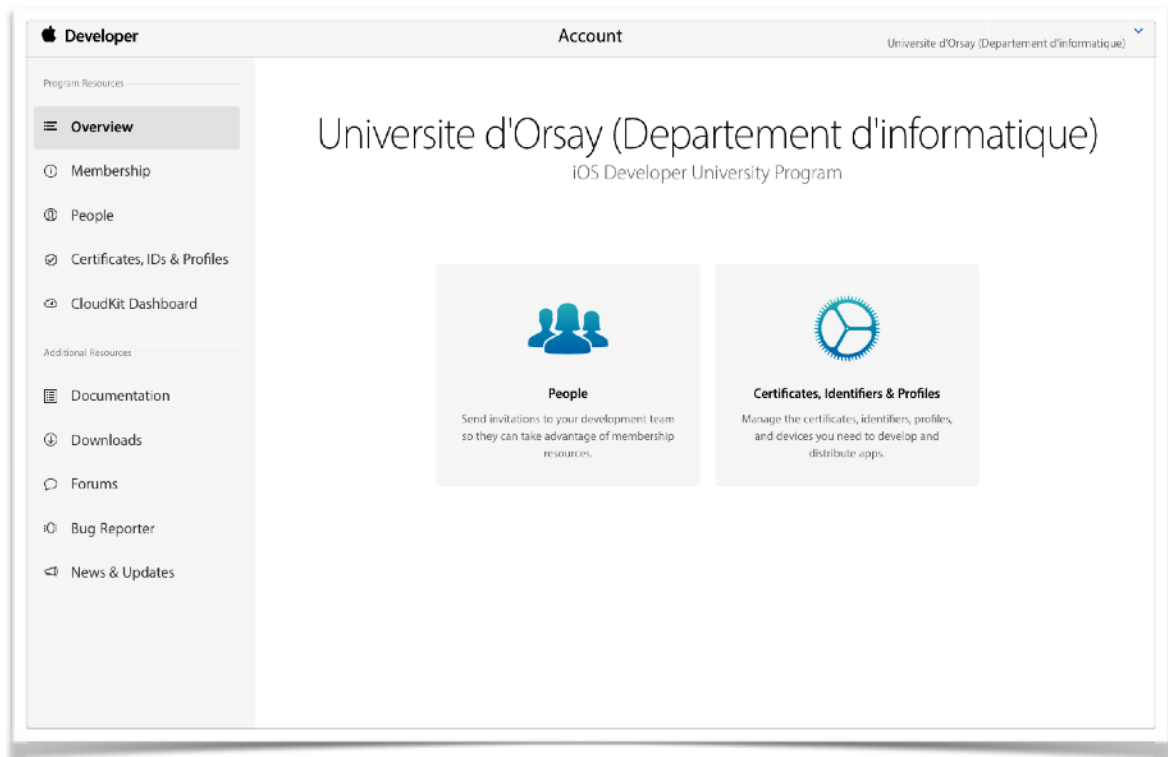 Developer
Account
Universite d'Orsay (Departement d'informatique)
Program Resources
Overview
Membership
People
Certificates, IDs & Profiles
CloudKit Dashboard
Additional Resources
Documentation
Downloads
Forums
Bug Reporter
News & Updates
Universite d'Orsay (Departement d'informatique)
iOS Developer University Program
People
Send invitations to your development team
so they can take advantage of membership
resources.
Certificates, Identifiers & Profiles
Manage the certificates, identifiers, profiles,
and devices you need to develop and
distribute apps.